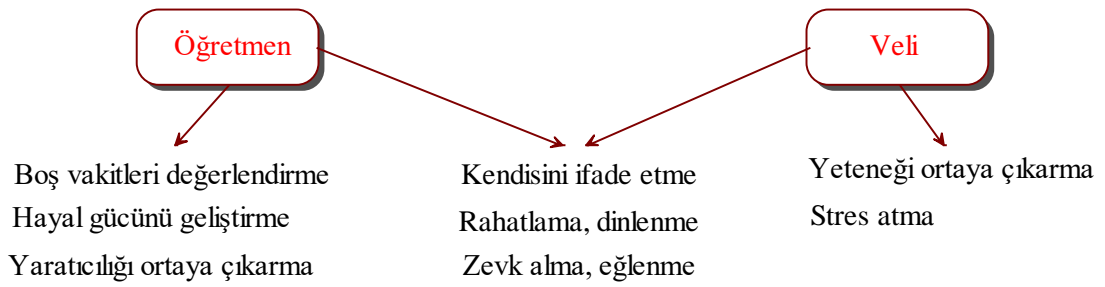 Öğretmen
Veli
Boş vakitleri değerlendirme
Hayal gücünü geliştirme
Yaratıcılığı ortaya çıkarma
Kendisini ifade etme
Rahatlama, dinlenme
Zevk alma, eğlenme
Yeteneği ortaya çıkarma
Stres atma